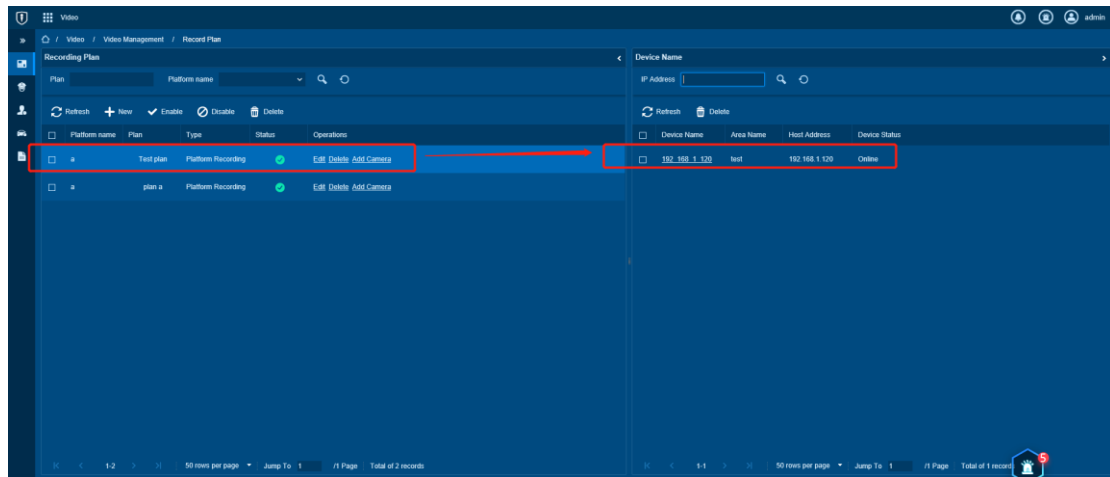 Video
admin
/ Video / Video Management / Record Plan
Recording Plan
Plan Platform name
Refresh New Enable Disable Delete
Platform name Plan Type Status Operations
a Test plan Platform Recording Edit Delete Add Camera
a plan a Platform Recording Edit Delete Add Camera
1-2 50 rows per page Jump To 1 /1 Page Total of 2 records
Device Name
IP Address
Refresh Delete
Device Name Area Name Host Address Device Status
192_168_1_120 test 192.168.1.120 Online
1-1 50 rows per page Jump To 1 /1 Page Total of 1 record
5